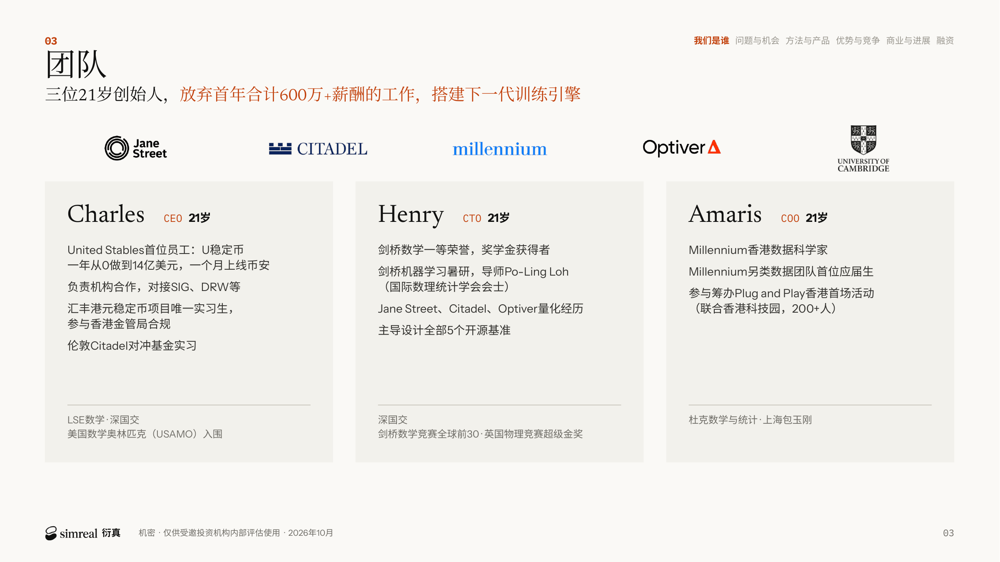 03
我们是谁 问题与机会 方法与产品 优势与竞争 商业与进展 融资
团队
三位21岁创始人，放弃首年合计600万+薪酬的工作，搭建下一代训练引擎
Jane
Street
CITADEL
millennium
Optiver
UNIVERSITY OF
CAMBRIDGE
Charles CEO 21岁
United Stables首位员工：U稳定币
一年从0做到14亿美元，一个月上线币安
负责机构合作，对接SIG、DRW等
汇丰港元稳定币项目唯一实习生，
参与香港金管局合规
伦敦Citadel对冲基金实习
LSE数学·深国交
美国数学奥林匹克（USAMO）入围
Henry CTO 21岁
剑桥数学一等荣誉，奖学金获得者
剑桥机器学习暑研，导师Po-Ling Loh
（国际数理统计学会会士）
Jane Street、Citadel、Optiver量化经历
主导设计全部5个开源基准
深国交
剑桥数学竞赛全球前30·英国物理竞赛超级金奖
Amaris COO 21岁
Millennium香港数据科学家
Millennium另类数据团队首位应届生
参与筹办Plug and Play香港首场活动
（联合香港科技园，200+人）
杜克数学与统计·上海包玉刚
simreal 衍真 机密 · 仅供受邀投资机构内部评估使用 · 2026年10月
03